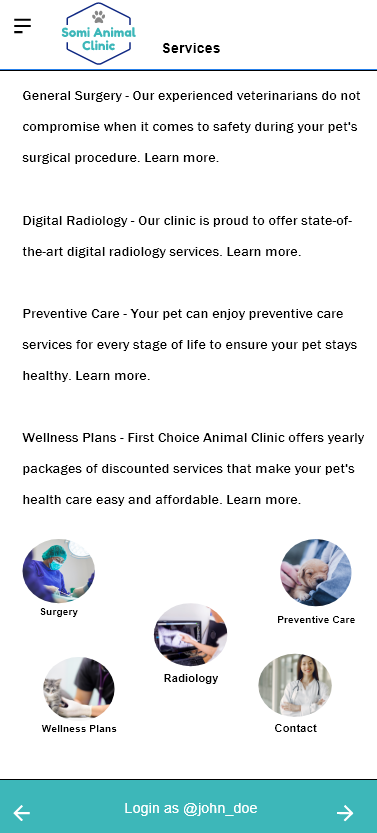 Somi Animal
Clinic
Services
General Surgery - Our experienced veterinarians do not
compromise when it comes to safety during your pet's
surgical procedure. Learn more.
Digital Radiology - Our clinic is proud to offer state-of-
the-art digital radiology services. Learn more.
Preventive Care - Your pet can enjoy preventive care
services for every stage of life to ensure your pet stays
healthy. Learn more.
Wellness Plans - First Choice Animal Clinic offers yearly
packages of discounted services that make your pet's
health care easy and affordable. Learn more.
Surgery
Preventive Care
Radiology
Wellness Plans
Contact
Login as @john_doe